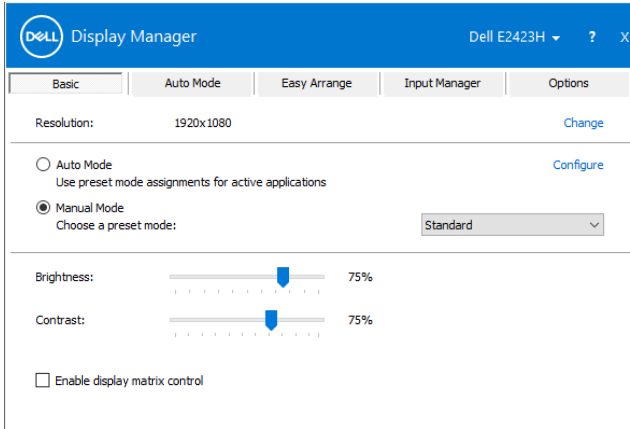 DELL Display Manager Dell E2423H ? X
Basic Auto Mode Easy Arrange Input Manager Options
Resolution: 1920x1080 Change
Auto Mode Configure
Use preset mode assignments for active applications
Manual Mode
Choose a preset mode: Standard
Brightness: 75%
Contrast: 75%
Enable display matrix control